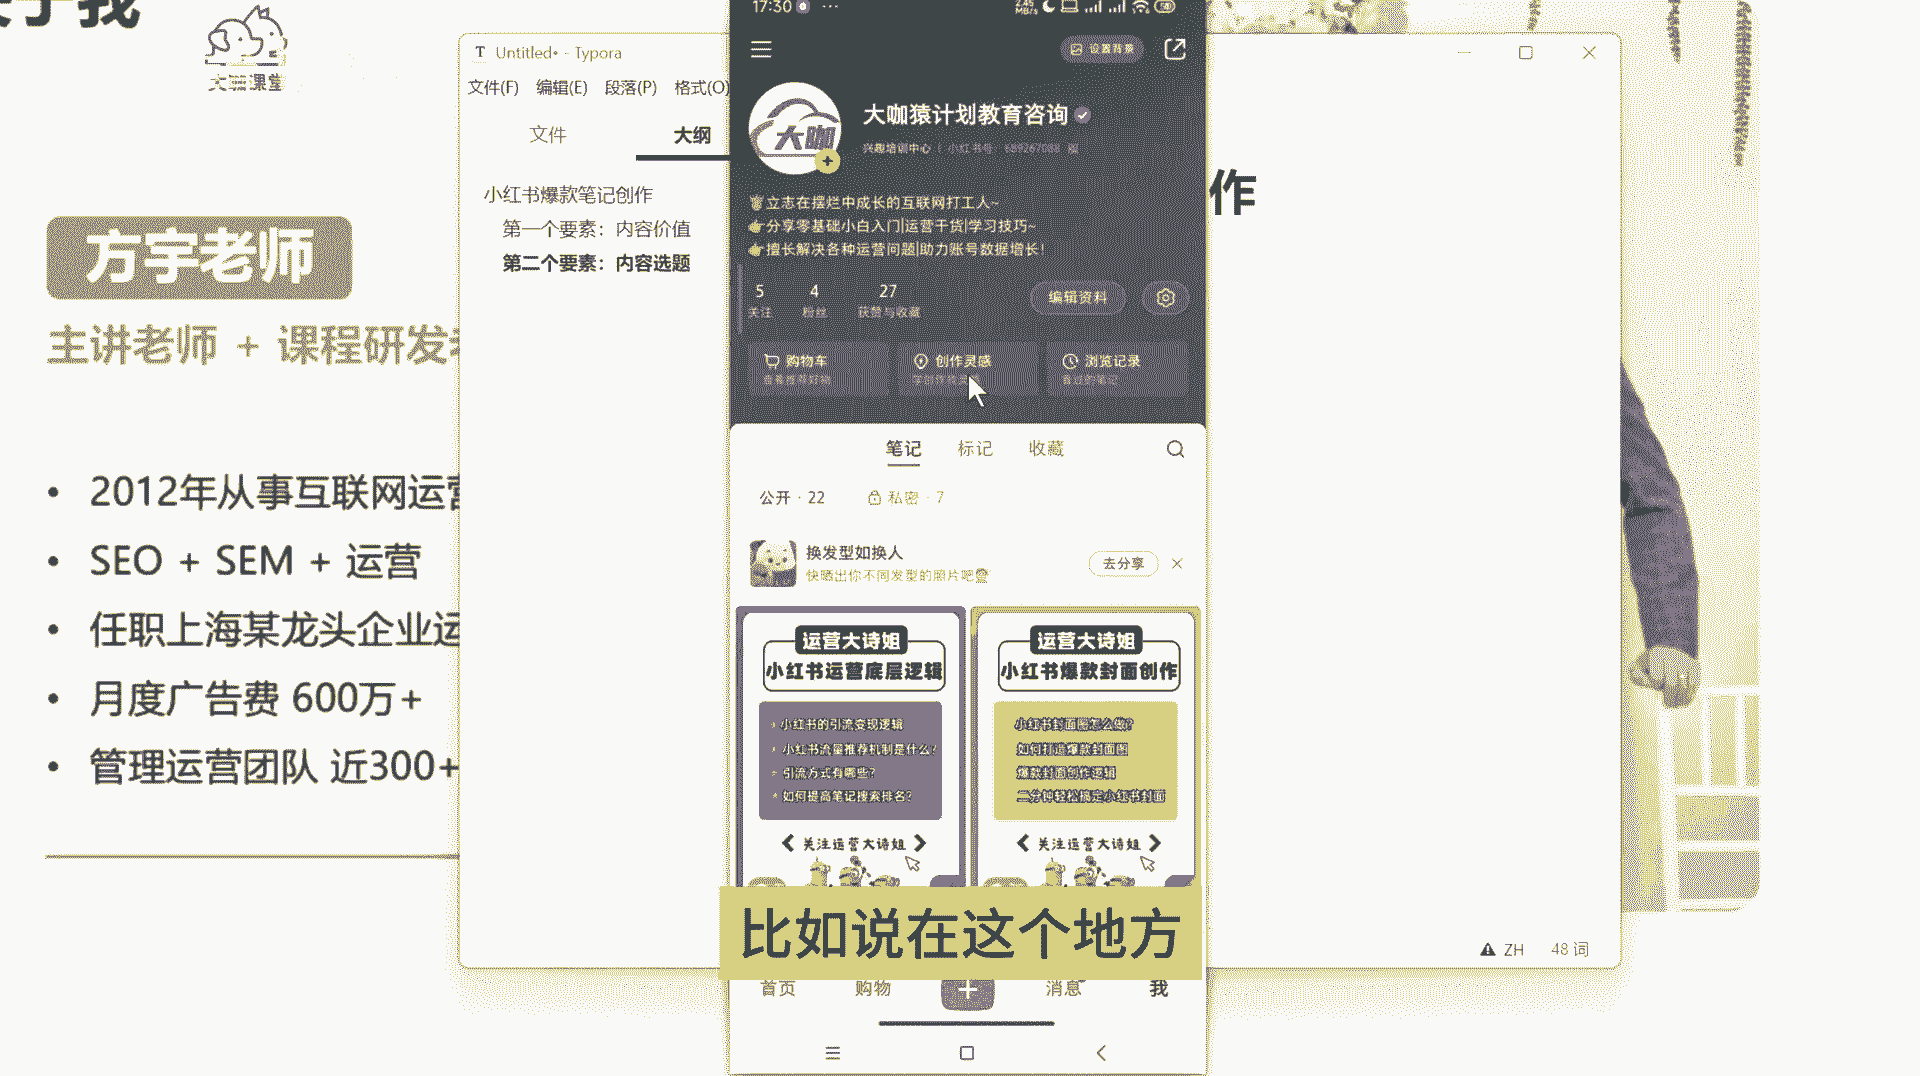 关于我
大咖课堂
方宇老师
主讲老师 + 课程研发
2012年从事互联网运营
SEO + SEM + 运营
任职上海某龙头企业运
月度广告费 600万+
管理运营团队 近300+
Untitled• - Typora
文件(F) 编辑(E) 段落(P) 格式(O)
文件 大纲
小红书爆款笔记创作
第一个要素：内容价值
第二个要素：内容选题
作
ZH 48 词
17:30
设置背景
大咖猿计划教育咨询
兴趣培训中心 | 小红书号: 689267088
立志在摆烂中成长的互联网打工人~
分享零基础小白入门|运营干货|学习技巧~
擅长解决各种运营问题|助力账号数据增长!
5 4 27
关注 粉丝 获赞与收藏
编辑资料
购物车 创作灵感 浏览记录
查看推荐好物 学创作找灵感 看过的笔记
笔记 标记 收藏
公开 · 22 私密 · 7
换发型如换人
快晒出你不同发型的照片吧
去分享
运营大诗姐
小红书运营底层逻辑
小红书的引流变现逻辑
小红书流量推荐机制是什么?
引流方式有哪些?
如何提高笔记搜索排名?
关注运营大诗姐
运营大诗姐
小红书爆款封面创作
小红书封面图怎么做?
如何打造爆款封面图
爆款封面创作逻辑
二分钟轻松搞定小红书封面
关注运营大诗姐
比如说在这个地方
首页 购物 消息 我